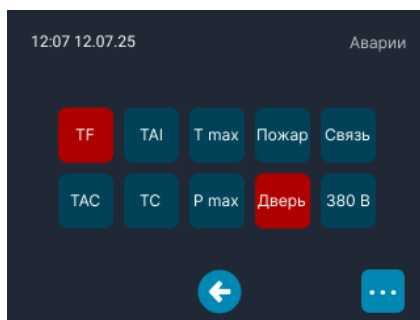 12:07 12.07.25 Аварии
TF TAI T max Пожар Связь
TAC TC P max Дверь 380 В